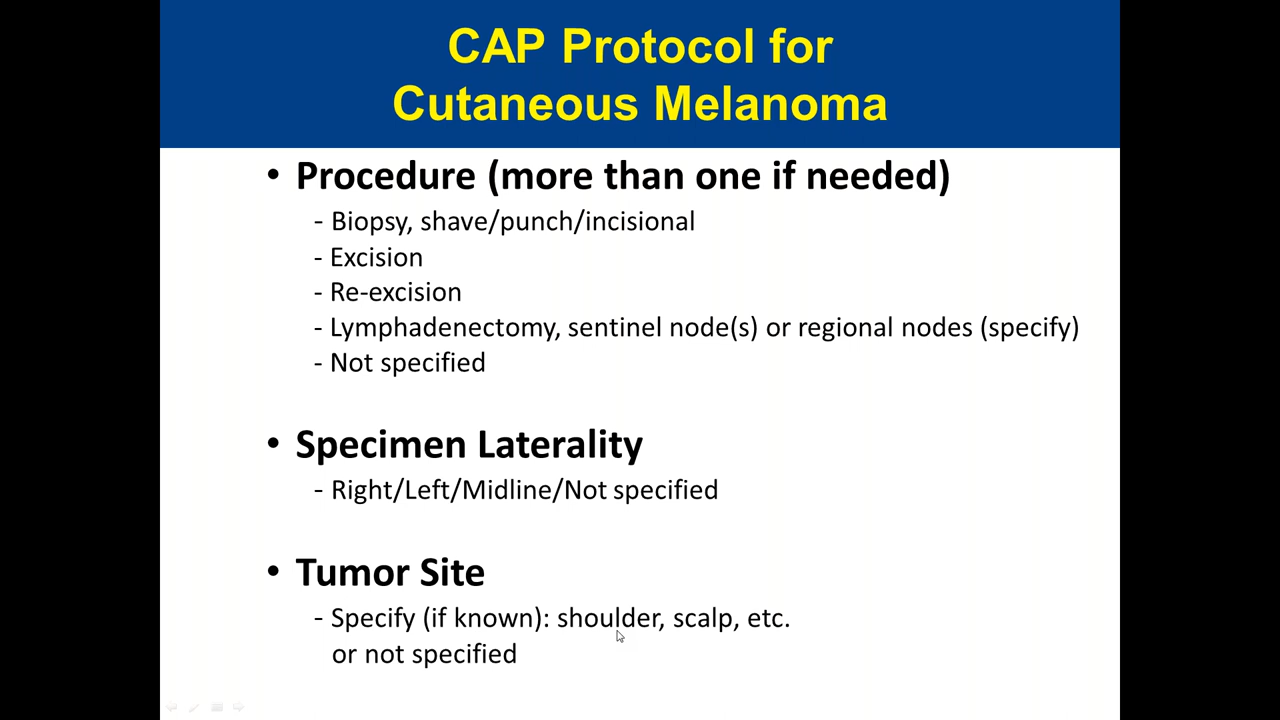 CAP Protocol for
Cutaneous Melanoma
• Procedure (more than one if needed)
- Biopsy, shave/punch/incisional
- Excision
- Re-excision
- Lymphadenectomy, sentinel node(s) or regional nodes (specify)
- Not specified
• Specimen Laterality
- Right/Left/Midline/Not specified
• Tumor Site
- Specify (if known): shoulder, scalp, etc.
or not specified